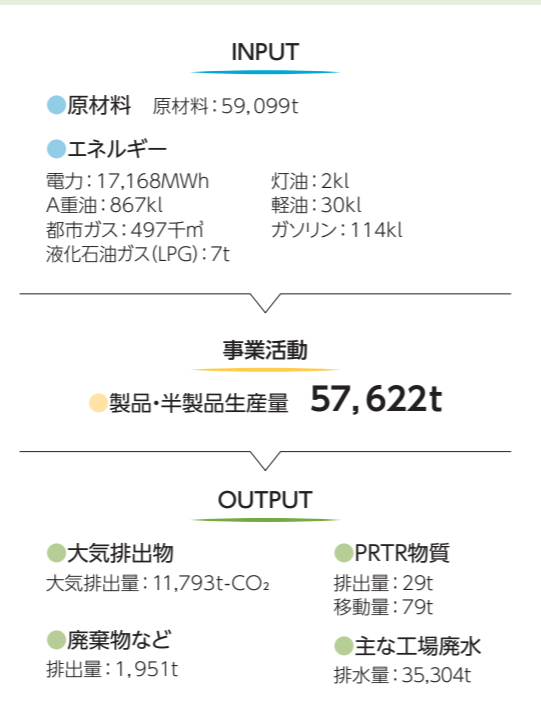 INPUT
●原材料 原材料：59,099t
●エネルギー
電力：17,168MWh
A重油：867kl
都市ガス：497千㎥
液化石油ガス(LPG)：7t
灯油：2kl
軽油：30kl
ガソリン：114kl
事業活動
●製品・半製品生産量 57,622t
OUTPUT
●大気排出物
大気排出量：11,793t-CO₂
●廃棄物など
排出量：1,951t
●PRTR物質
排出量：29t
移動量：79t
●主な工場廃水
排水量：35,304t